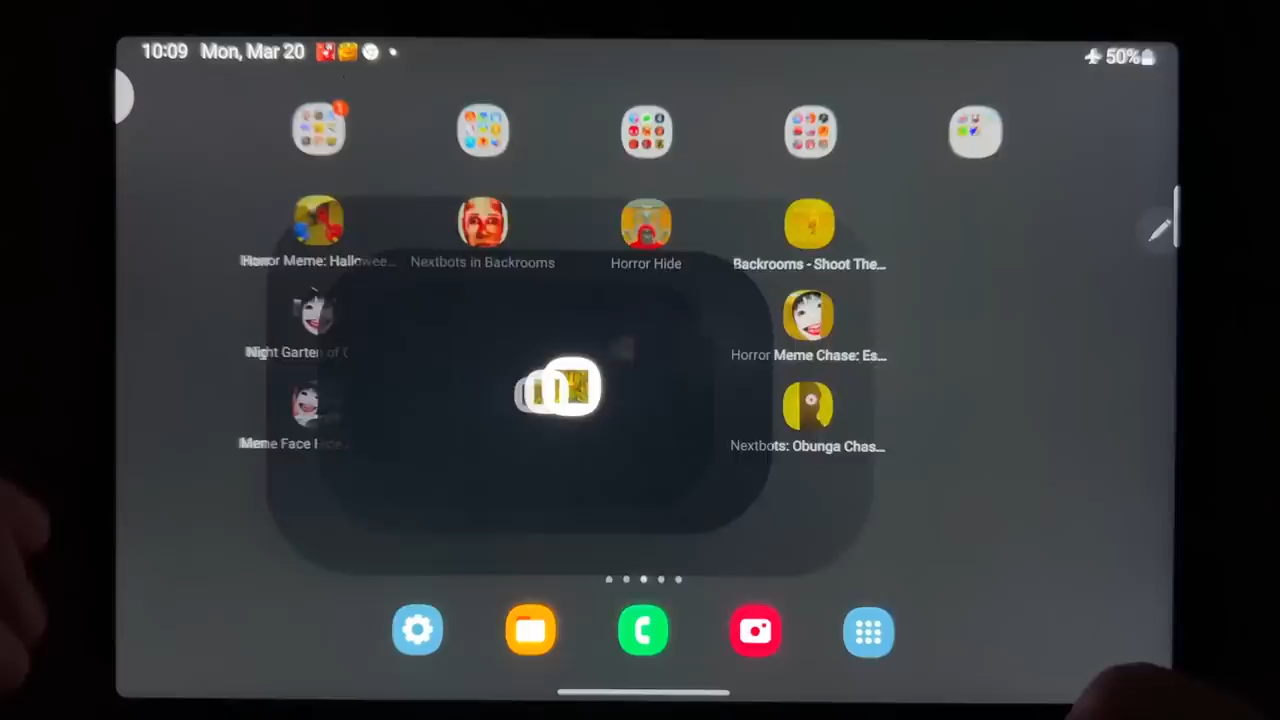 10:09 Mon, Mar 20
50%
1
Horror Meme: Hallowee...
Nextbots in Backrooms
Horror Hide
Backrooms - Shoot The...
Night Garten of
Horror Meme Chase: Es...
Meme Face
Nextbots: Obunga Chas...